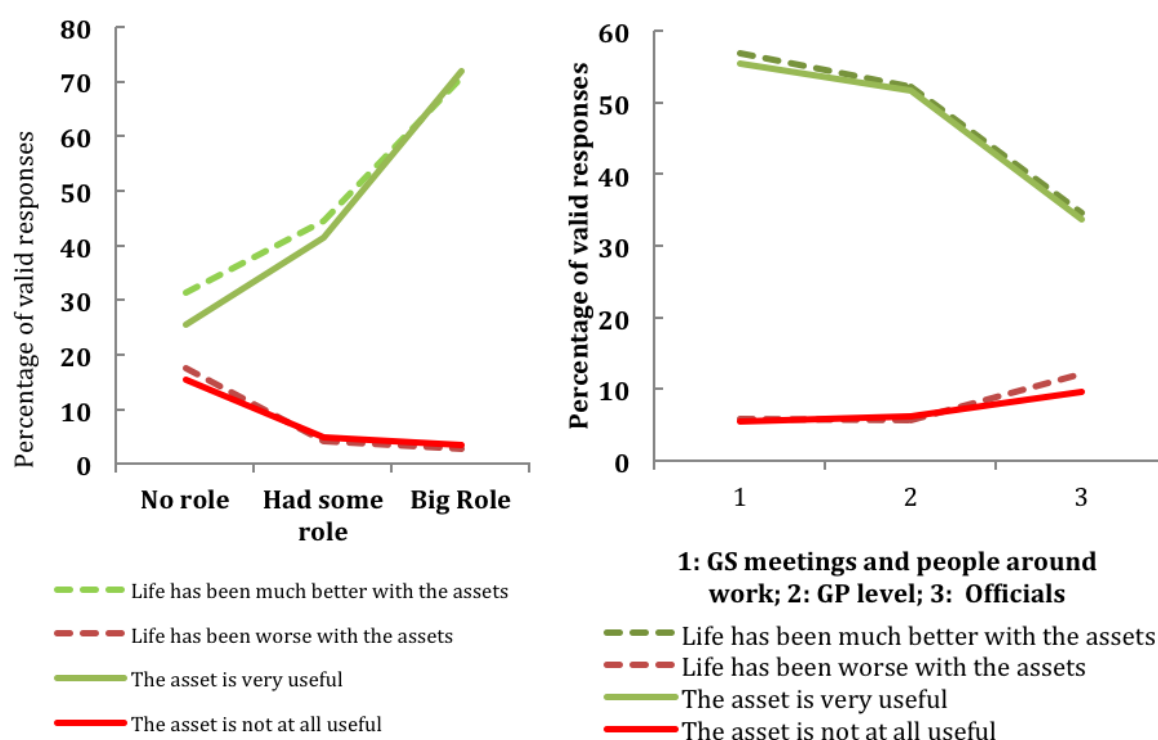 Percentage of valid responses
80
70
60
50
40
30
20
10
0
No role
Had some
role
Big Role
Life has been much better with the assets
Life has been worse with the assets
The asset is very useful
The asset is not at all useful
Percentage of valid responses
60
50
40
30
20
10
0
1
2
3
1: GS meetings and people around
work; 2: GP level; 3: Officials
Life has been much better with the assets
Life has been worse with the assets
The asset is very useful
The asset is not at all useful